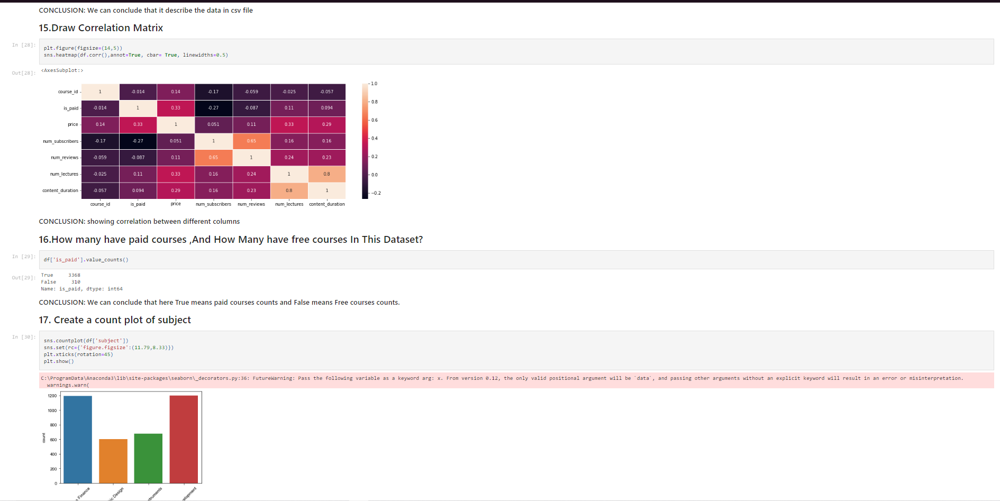 CONCLUSION: We can conclude that it describe the data in csv file
15.Draw Correlation Matrix
In [28]:
plt.figure(figsize=(14,5))
sns.heatmap(df.corr(),annot=True, cbar= True, linewidths=0.5)
Out[28]: <AxesSubplot:>
course_id 1 -0.014 0.14 -0.17 -0.059 -0.025 -0.057
is_paid -0.014 1 0.33 -0.27 -0.087 0.11 0.094
price 0.14 0.33 1 0.051 0.11 0.33 0.29
num_subscribers -0.17 -0.27 0.051 1 0.65 0.16 0.16
num_reviews -0.059 -0.087 0.11 0.65 1 0.24 0.23
num_lectures -0.025 0.11 0.33 0.16 0.24 1 0.8
content_duration -0.057 0.094 0.29 0.16 0.23 0.8 1
course_id is_paid price num_subscribers num_reviews num_lectures content_duration
1.0
0.8
0.6
0.4
0.2
0.0
−0.2
CONCLUSION: showing correlation between different columns
16.How many have paid courses ,And How Many have free courses In This Dataset?
In [29]:
df['is_paid'].value_counts()
Out[29]:
True 3368
False 310
Name: is_paid, dtype: int64
CONCLUSION: We can conclude that here True means paid courses counts and False means Free courses counts.
17. Create a count plot of subject
In [30]:
sns.countplot(df['subject'])
sns.set(rc={'figure.figsize':(11.79,8.33)})
plt.xticks(rotation=45)
plt.show()
C:\ProgramData\Anaconda3\lib\site-packages\seaborn\_decorators.py:36: FutureWarning: Pass the following variable as a keyword arg: x. From version 0.12, the only valid positional argument will be `data`, and passing other arguments without an explicit keyword will result in an error or misinterpretation.
warnings.warn(
1200
1000
800
600
400
200
0
count
Finance
Design